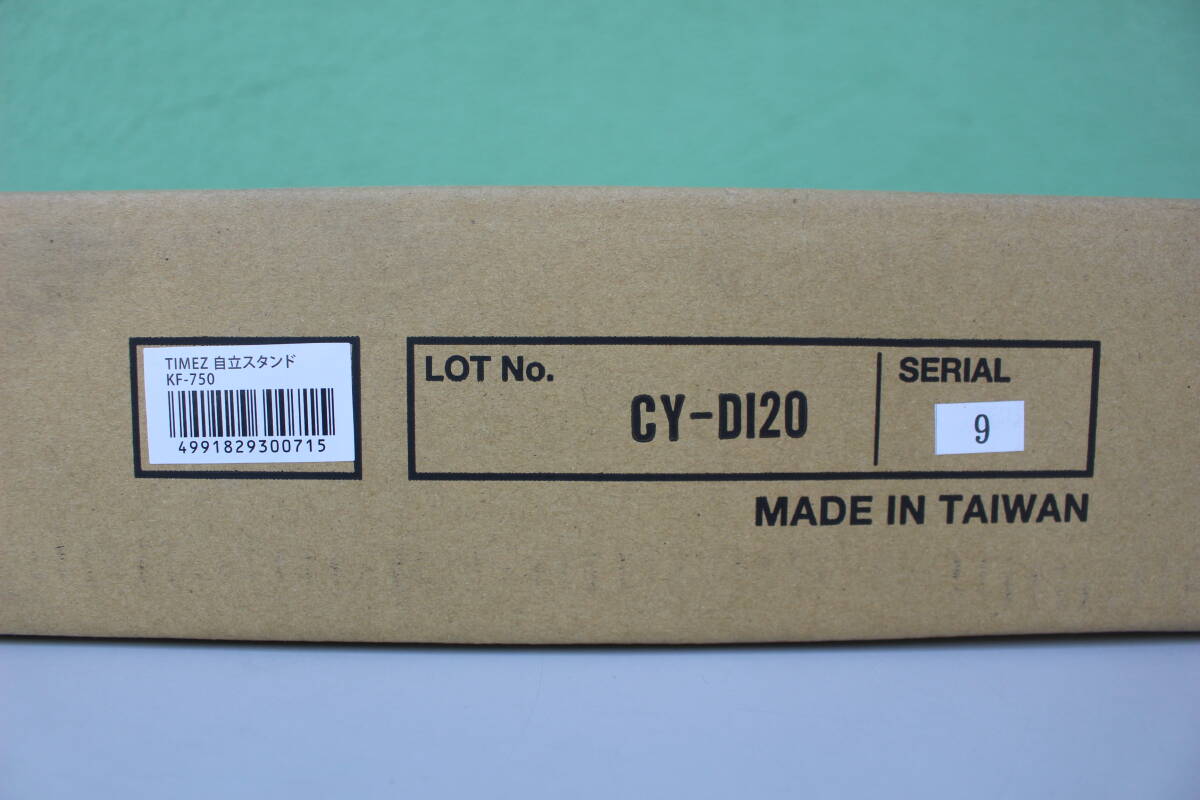 TIMEZ 自立スタンド
KF-750
4991829300715
LOT No.
CY-DI20
SERIAL
9
MADE IN TAIWAN